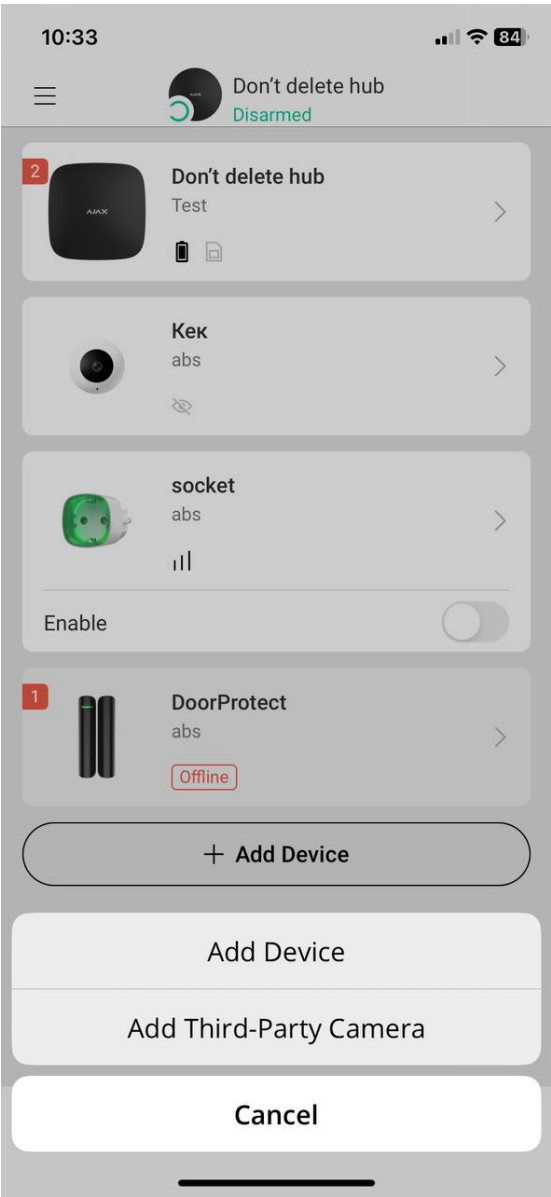 10:33
84
Don’t delete hub
Disarmed
2
AJAX
Don’t delete hub
Test
Кек
abs
socket
abs
Enable
1
DoorProtect
abs
Offline
+ Add Device
Add Device
Add Third-Party Camera
Cancel